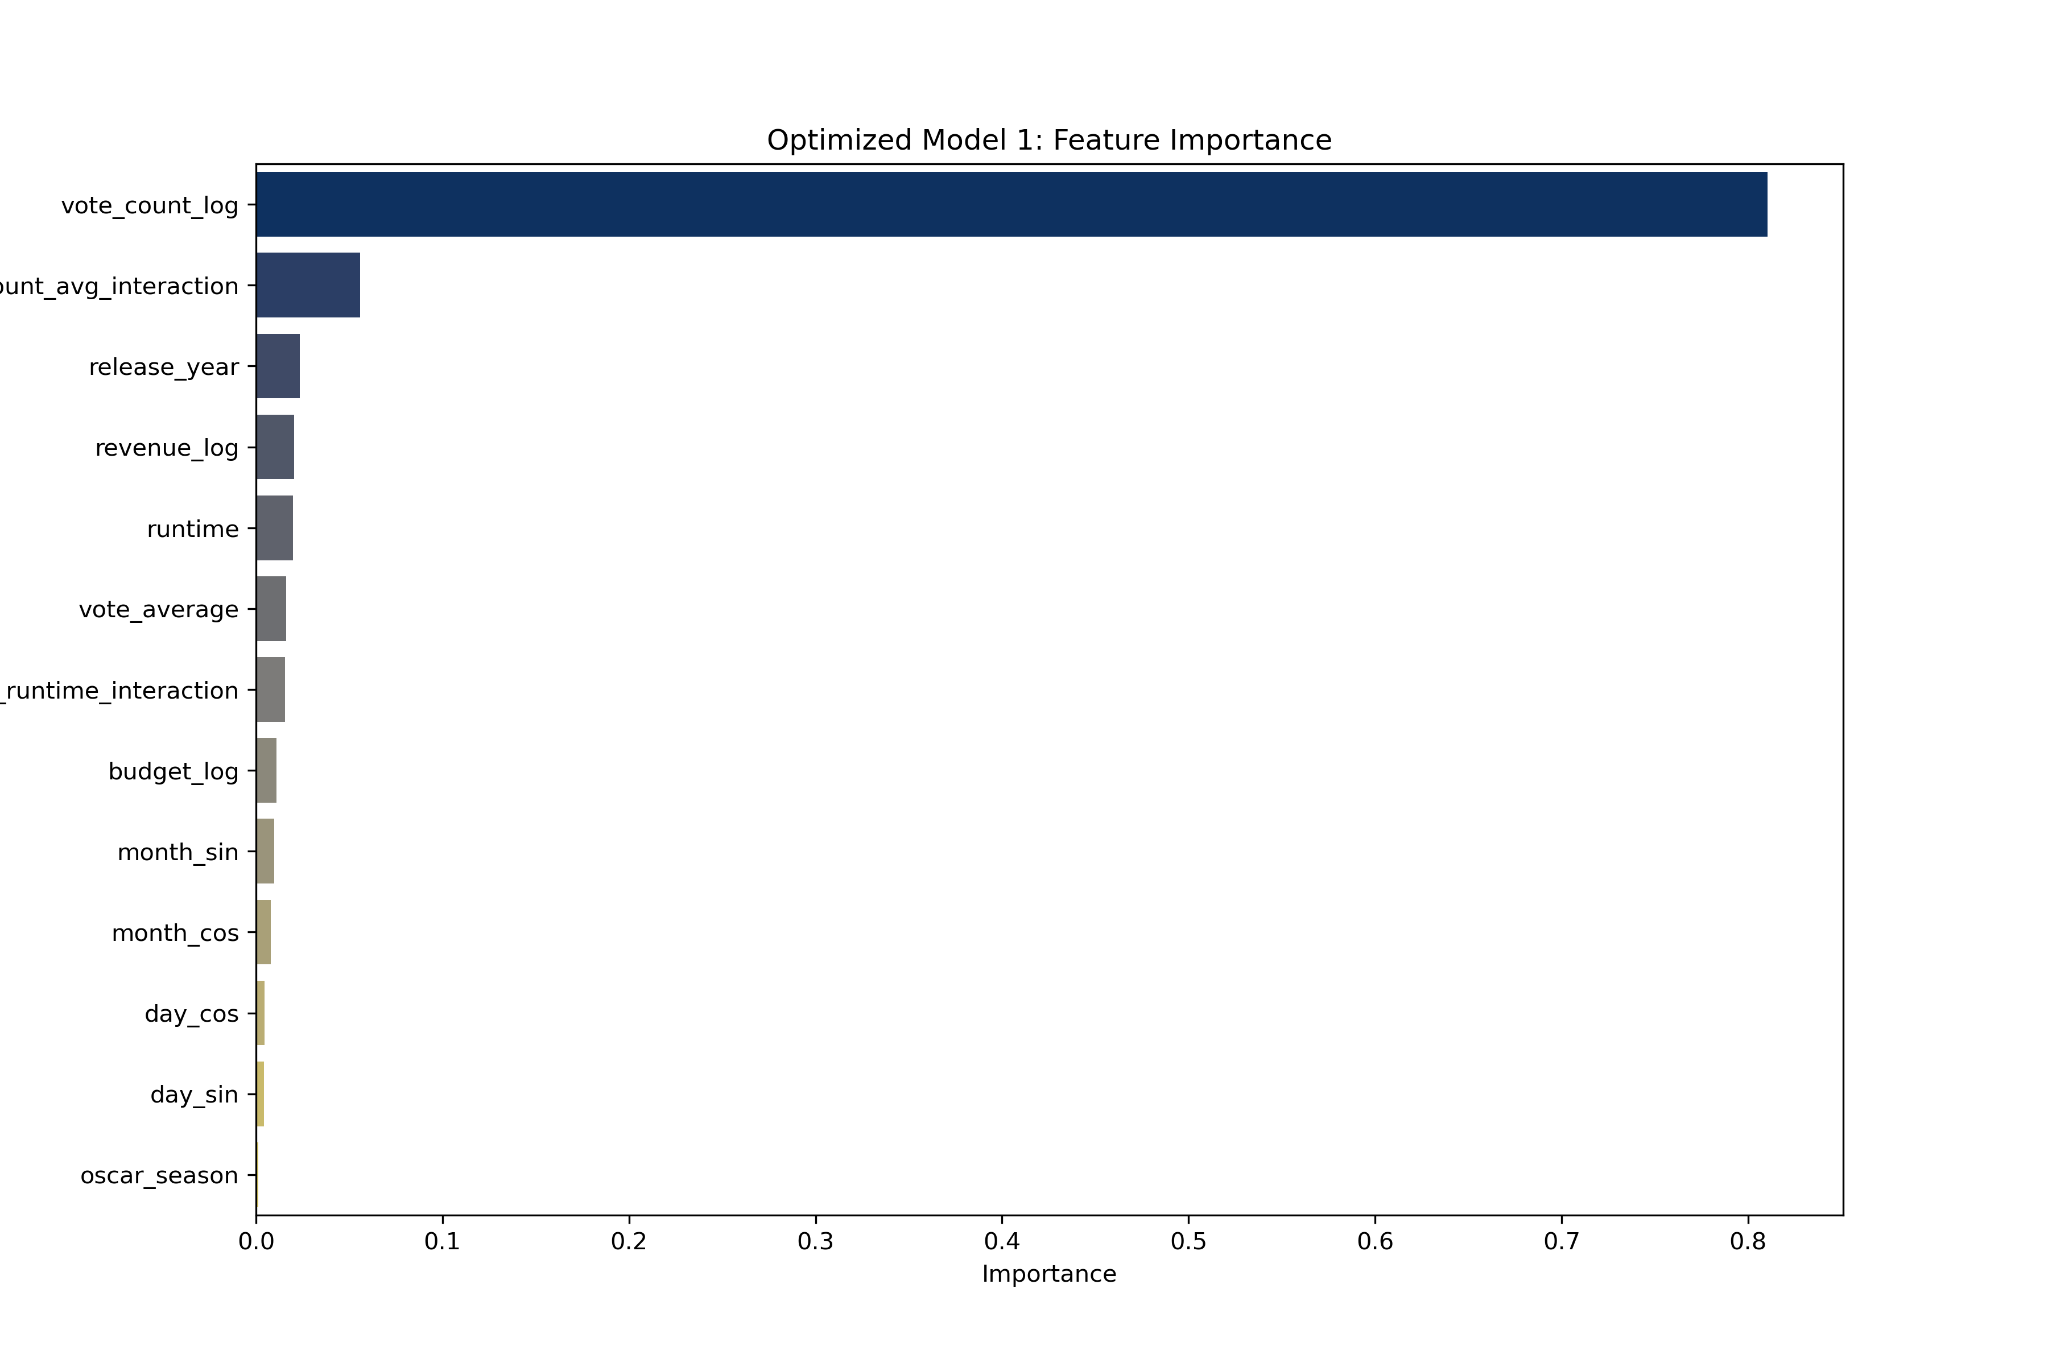 Optimized Model 1: Feature Importance
vote_count_log
ount_avg_interaction
release_year
revenue_log
runtime
vote_average
_runtime_interaction
budget_log
month_sin
month_cos
day_cos
day_sin
oscar_season
0.0 0.1 0.2 0.3 0.4 0.5 0.6 0.7 0.8
Importance